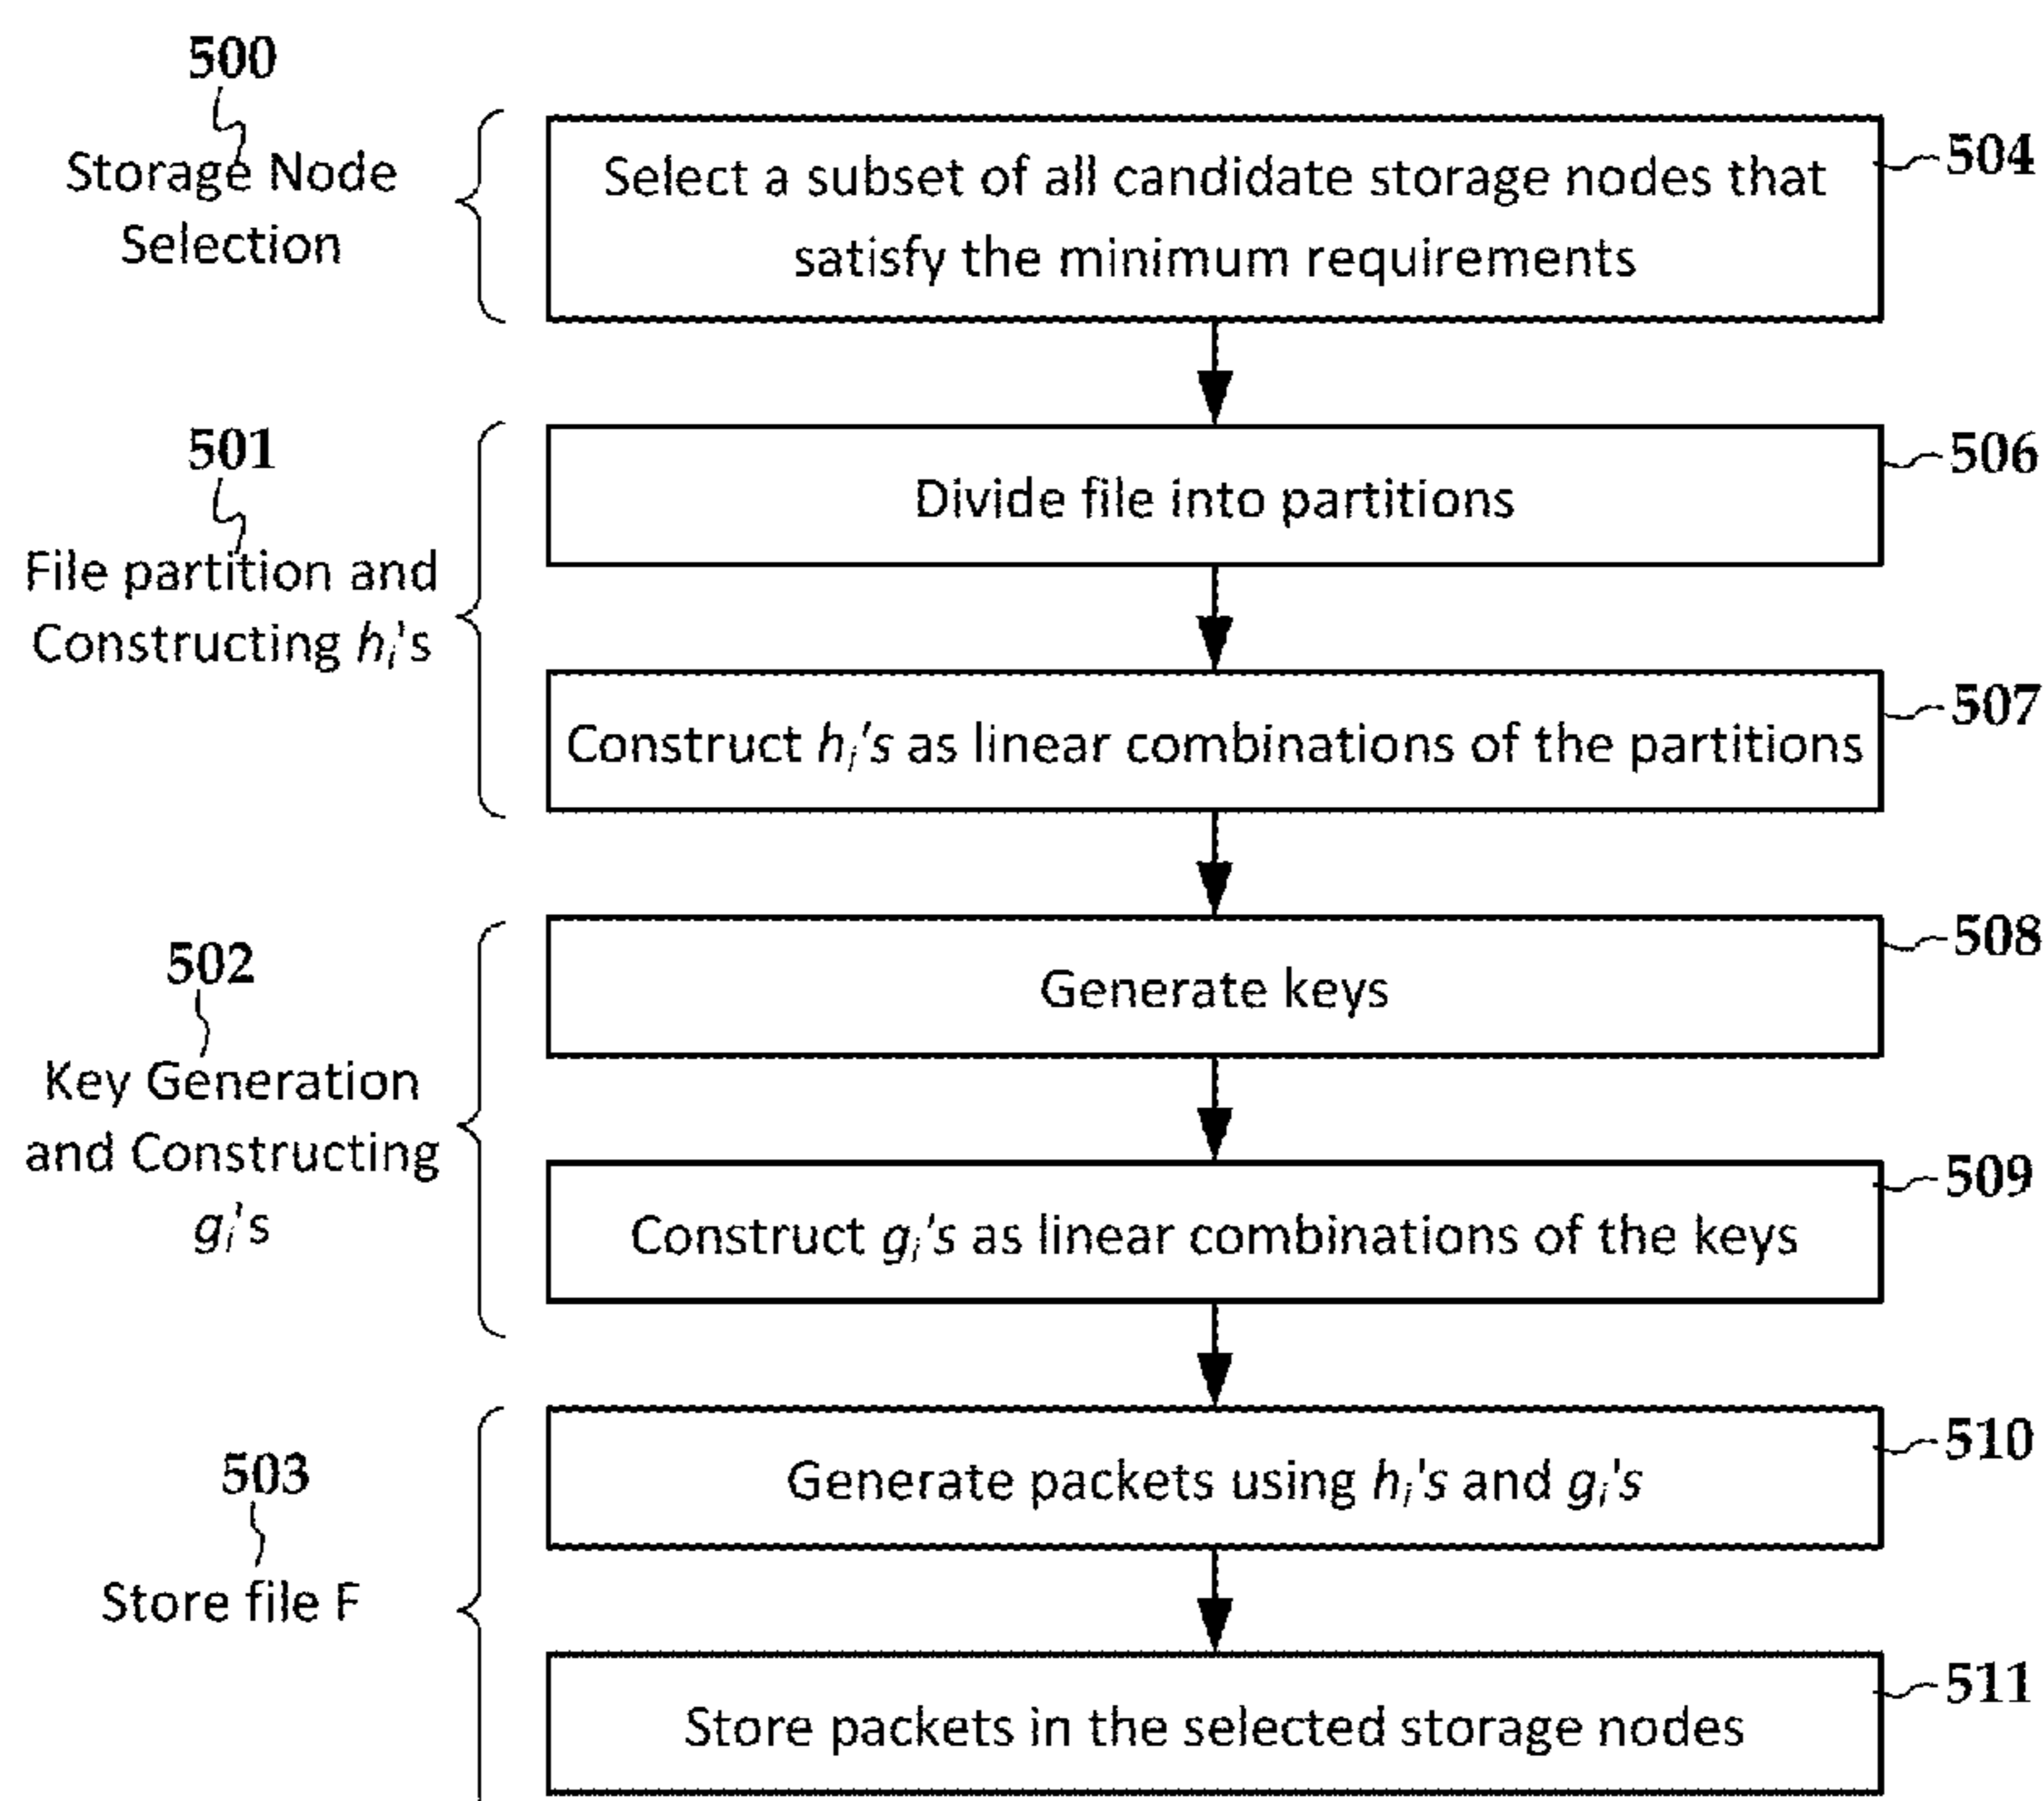 500
Storage Node
Selection
Select a subset of all candidate storage nodes that
satisfy the minimum requirements
504
501
File partition and
Constructing hᵢ's
Divide file into partitions
506
Construct hᵢ's as linear combinations of the partitions
507
502
Key Generation
and Constructing
gᵢ's
Generate keys
508
Construct gᵢ's as linear combinations of the keys
509
503
Store file F
Generate packets using hᵢ's and gᵢ's
510
Store packets in the selected storage nodes
511